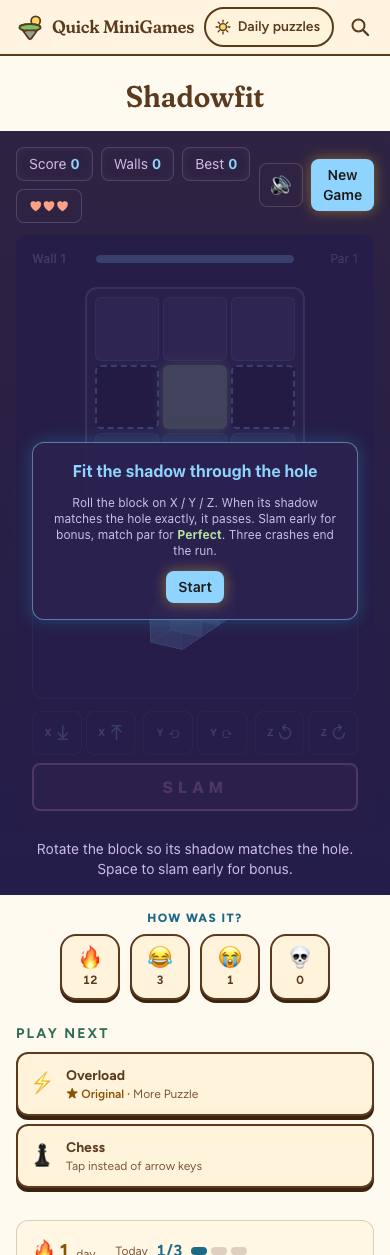 Quick MiniGames
Daily puzzles
Shadowfit
Score 0
Walls 0
Best 0
New
Game
Wall 1
Par 1
Fit the shadow through the hole
Roll the block on X / Y / Z. When its shadow
matches the hole exactly, it passes. Slam early for
bonus, match par for Perfect. Three crashes end
the run.
Start
X
X
Y
Y
Z
Z
SLAM
Rotate the block so its shadow matches the hole.
Space to slam early for bonus.
HOW WAS IT?
12
3
1
0
PLAY NEXT
Overload
Original · More Puzzle
Chess
Tap instead of arrow keys
1 day
Today 1/3